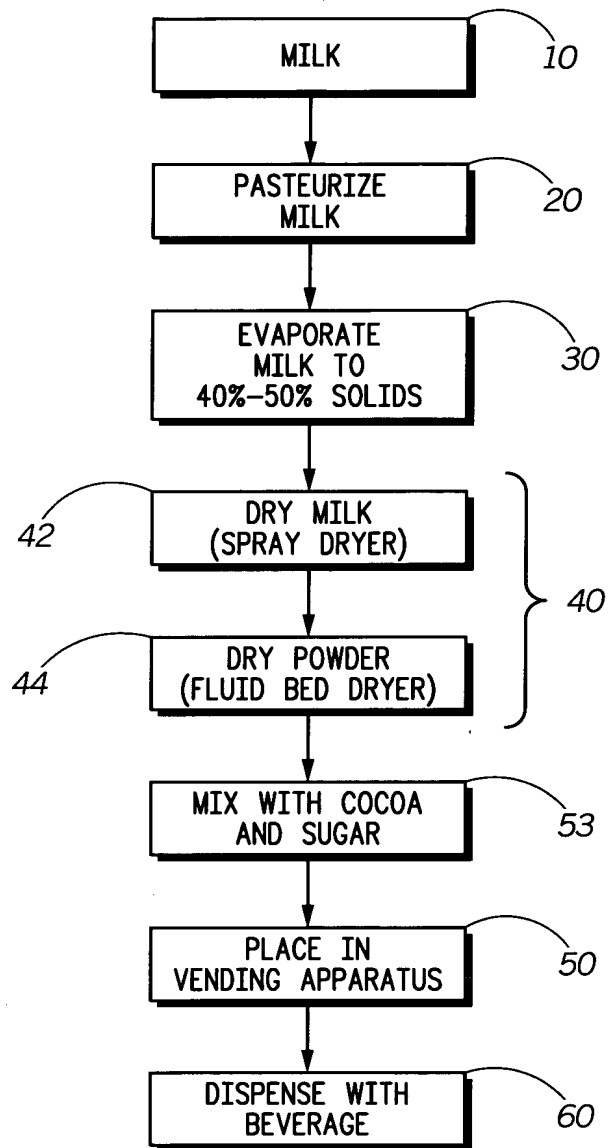 MILK
10
PASTEURIZE
MILK
20
EVAPORATE
MILK TO
40%-50% SOLIDS
30
DRY MILK
(SPRAY DRYER)
42
40
DRY POWDER
(FLUID BED DRYER)
44
MIX WITH COCOA
AND SUGAR
53
PLACE IN
VENDING APPARATUS
50
DISPENSE WITH
BEVERAGE
60